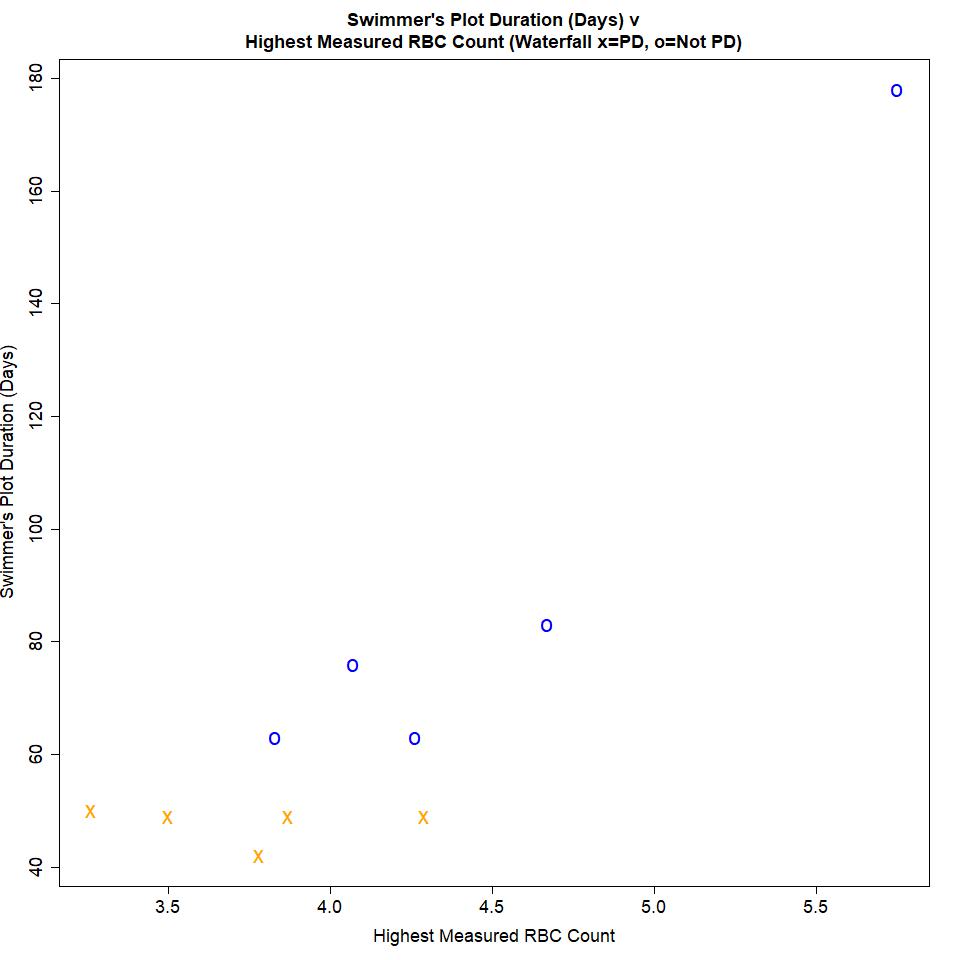 Swimmer's Plot Duration (Days) v
Highest Measured RBC Count (Waterfall x=PD, o=Not PD)
Swimmer's Plot Duration (Days)
180
160
140
120
100
80
60
40
o
o
o
o
o
x
x
x
x
x
3.5
4.0
4.5
5.0
5.5
Highest Measured RBC Count